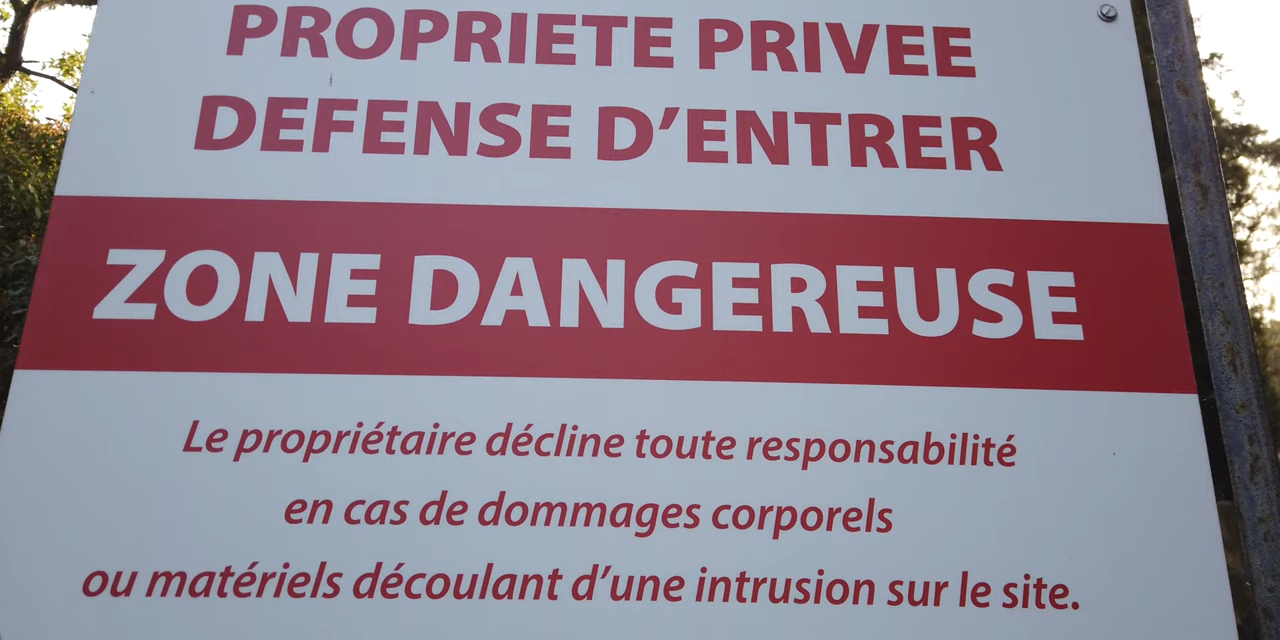 PROPRIETE PRIVEE
DEFENSE D’ENTRER
ZONE DANGEREUSE
Le propriétaire décline toute responsabilité
en cas de dommages corporels
ou matériels découlant d’une intrusion sur le site.